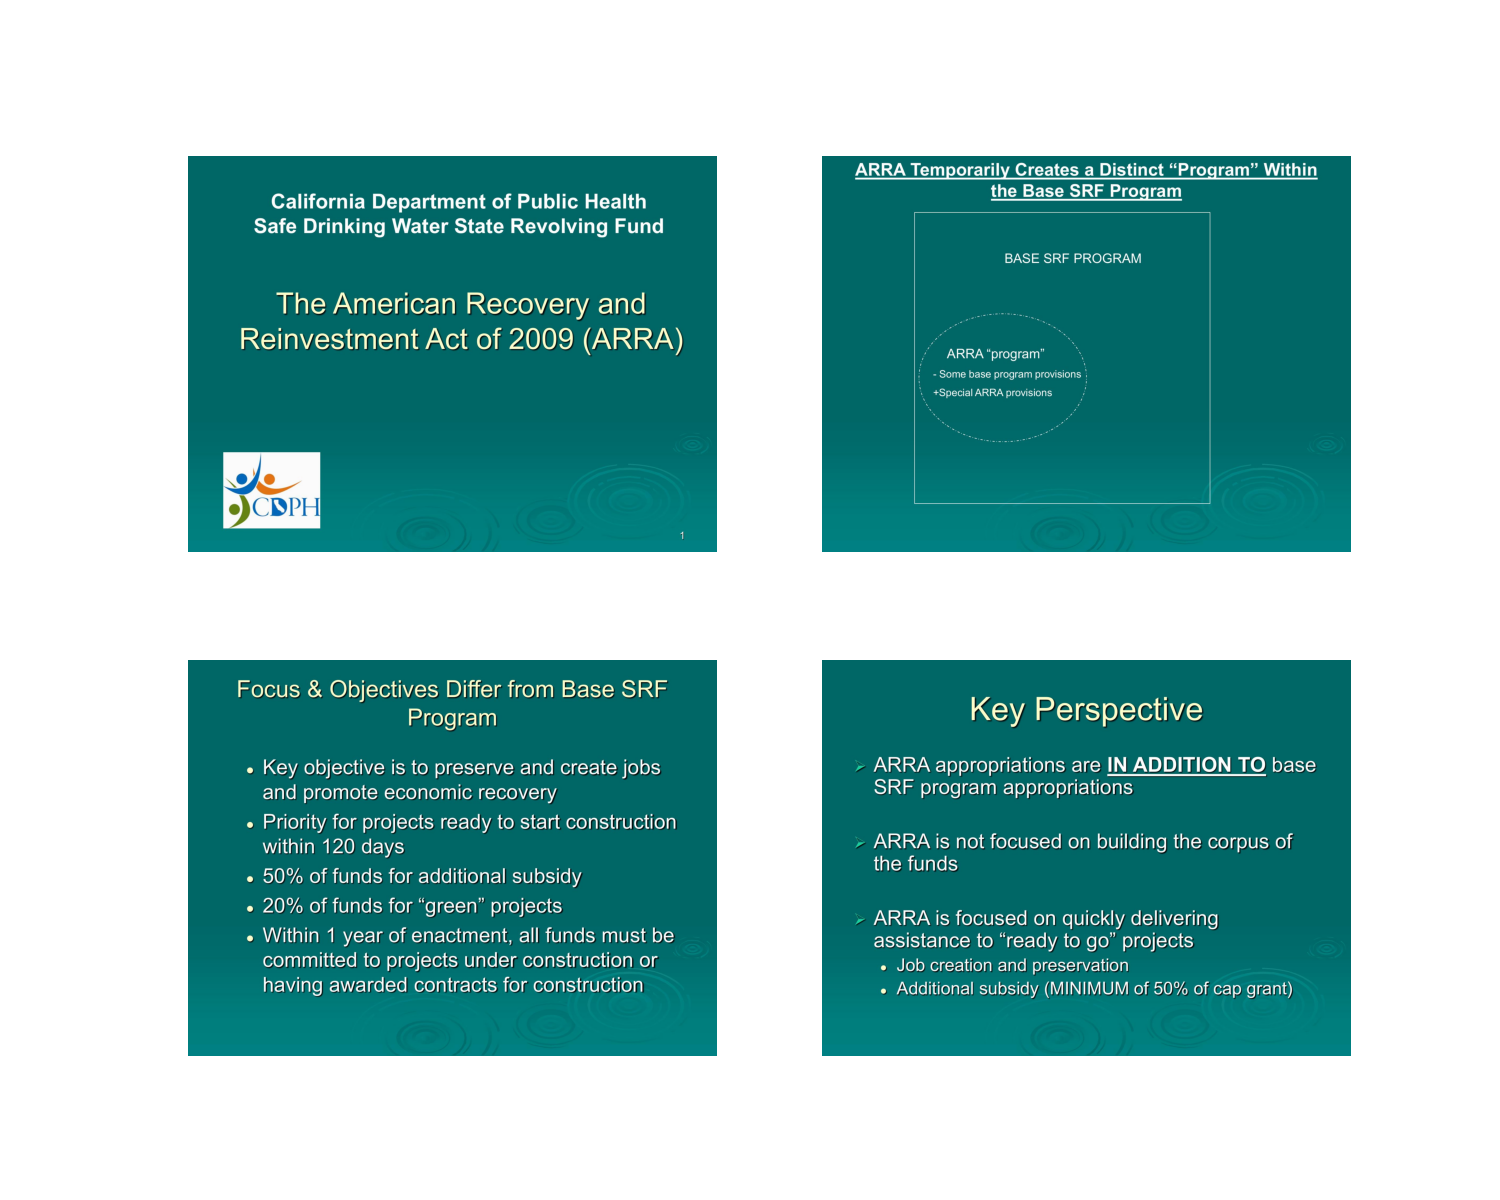 California Department of Public Health
Safe Drinking Water State Revolving Fund
The American Recovery and
Reinvestment Act of 2009 (ARRA)
CDPH
1
ARRA Temporarily Creates a Distinct “Program” Within
the Base SRF Program
BASE SRF PROGRAM
ARRA “program”
- Some base program provisions
+Special ARRA provisions
Focus & Objectives Differ from Base SRF
Program
• Key objective is to preserve and create jobs
and promote economic recovery
• Priority for projects ready to start construction
within 120 days
• 50% of funds for additional subsidy
• 20% of funds for “green” projects
• Within 1 year of enactment, all funds must be
committed to projects under construction or
having awarded contracts for construction
Key Perspective
➢ ARRA appropriations are IN ADDITION TO base
SRF program appropriations
➢ ARRA is not focused on building the corpus of
the funds
➢ ARRA is focused on quickly delivering
assistance to “ready to go” projects
• Job creation and preservation
• Additional subsidy (MINIMUM of 50% of cap grant)